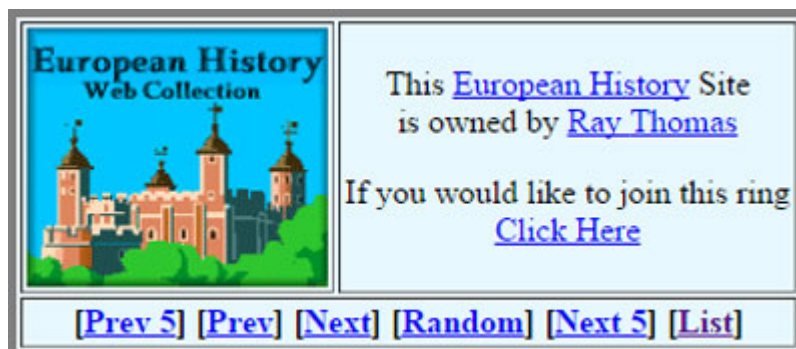 European History
Web Collection
This European History Site
is owned by Ray Thomas
If you would like to join this ring
Click Here
[Prev 5] [Prev] [Next] [Random] [Next 5] [List]